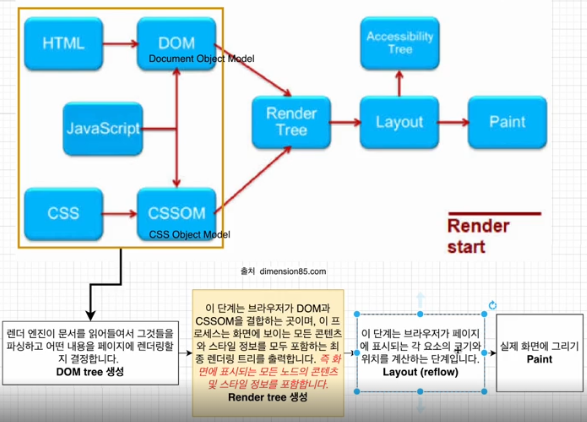 HTML
DOM
Document Object Model
Accessibility
Tree
JavaScript
Render
Tree
Layout
Paint
CSS
CSSOM
CSS Object Model
Render
start
출처 dimension85.com
렌더 엔진이 문서를 읽어들여서 그것들을
파싱하고 어떤 내용을 페이지에 렌더링할
지 결정합니다.
DOM tree 생성
이 단계는 브라우저가 DOM과
CSSOM을 결합하는 곳이며, 이 프
로세스는 화면에 보이는 모든 콘텐츠
와 스타일 정보를 모두 포함하는 최
종 렌더링 트리를 출력합니다. 즉 화
면에 표시되는 모든 노드의 콘텐츠
및 스타일 정보를 포함합니다.
Render tree 생성
이 단계는 브라우저가 페이지
에 표시되는 각 요소의 크기와
위치를 계산하는 단계입니다.
Layout (reflow)
실제 화면에 그리기
Paint